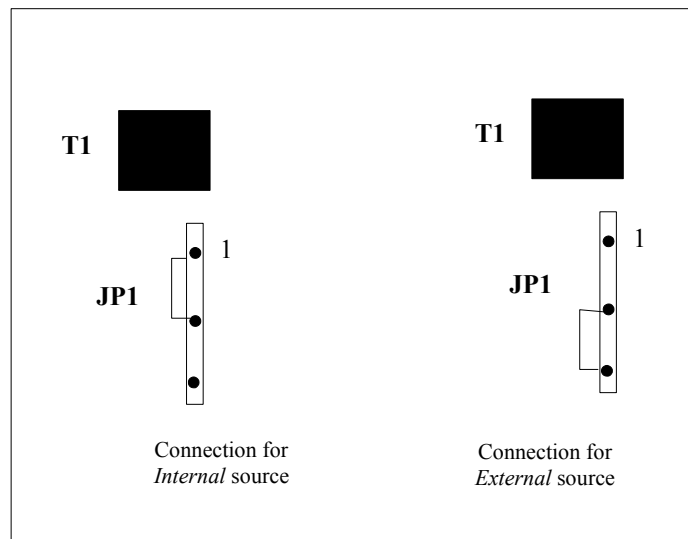 T1
1
JP1
Connection for
Internal source
T1
1
JP1
Connection for
External source